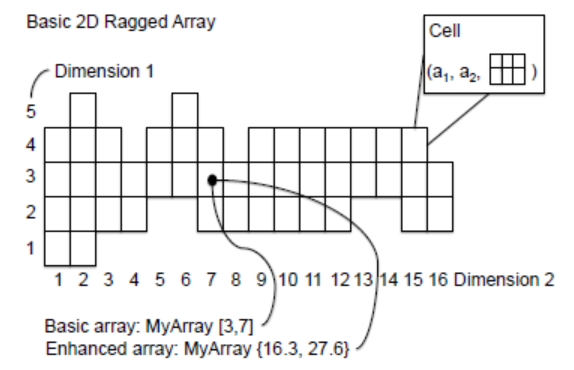 Basic 2D Ragged Array
Cell
(a₁, a₂, )
Dimension 1
5
4
3
2
1
1 2 3 4 5 6 7 8 9 10 11 12 13 14 15 16 Dimension 2
Basic array: MyArray [3,7]
Enhanced array: MyArray {16.3, 27.6}